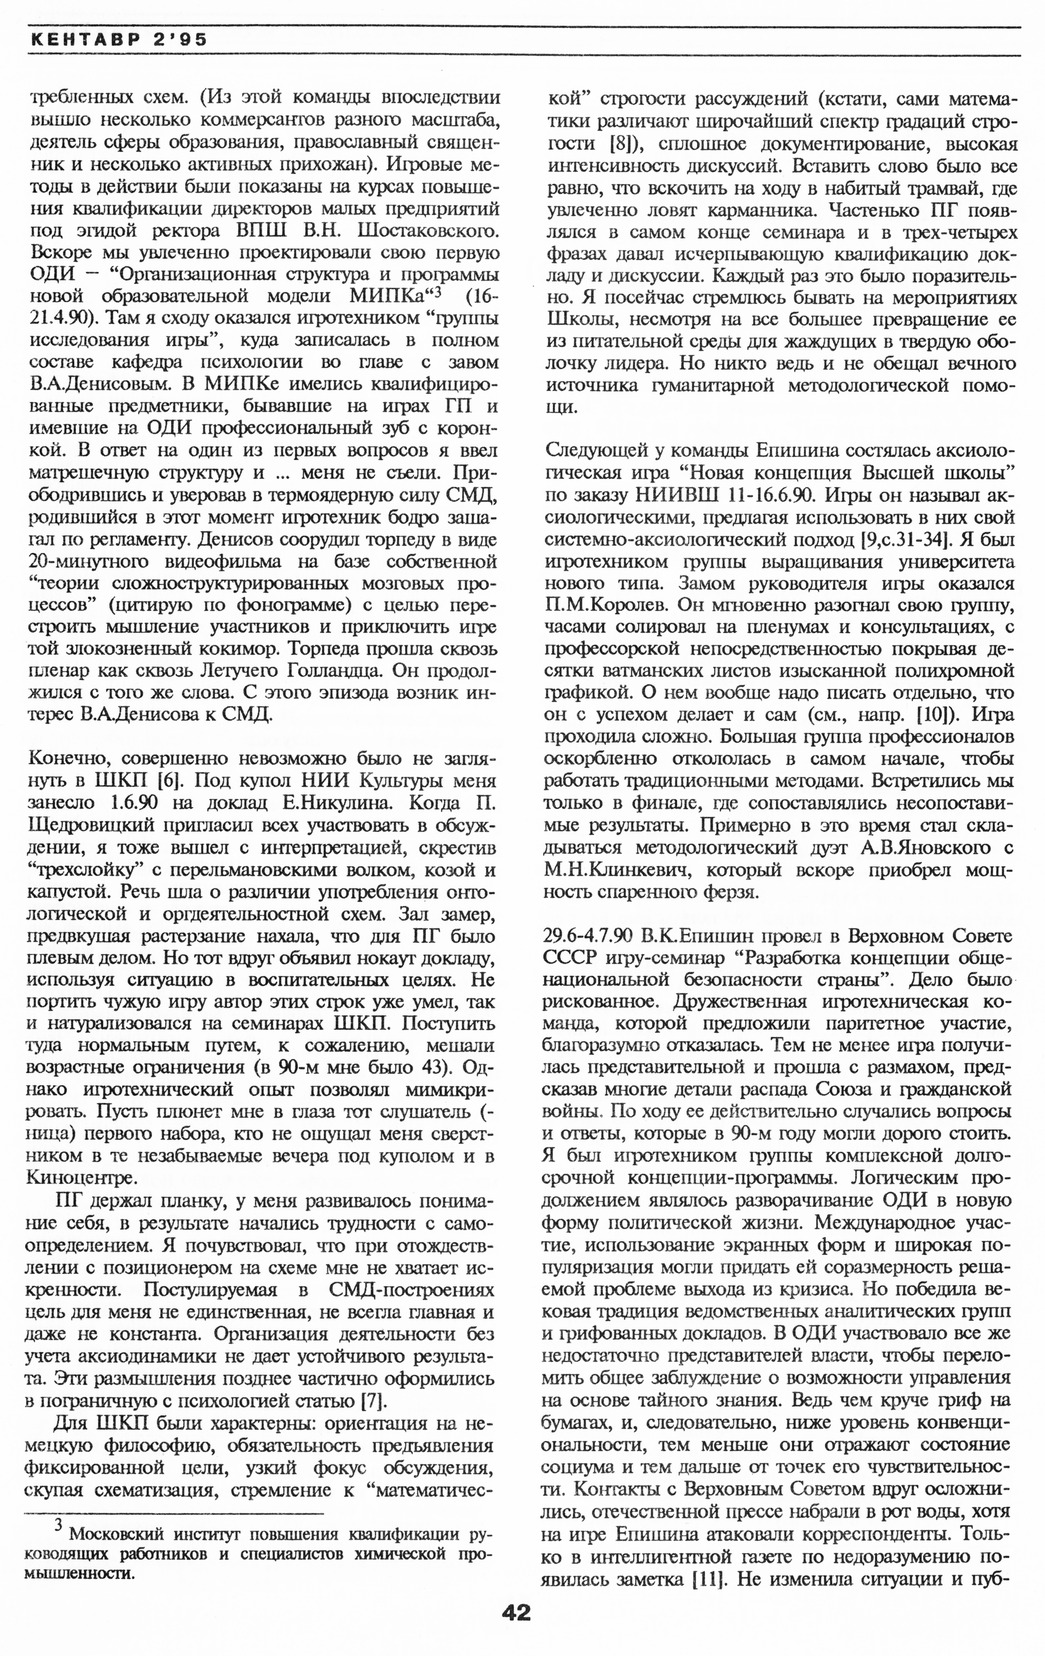 КЕНТАВР 2'95
требленных схем. (Из этой команды впоследствии
вышло несколько коммерсантов разного масштаба,
деятель сферы образования, православный священ-
ник и несколько активных прихожан). Игровые ме-
тоды в действии были показаны на курсах повыше-
ния квалификации директоров малых предприятий
под эгидой ректора ВПШ В.Н. Шостаковского.
Вскоре мы увлеченно проектировали свою первую
ОДИ — “Организационная структура и программы
новой образовательной модели МИПКа“³ (16-
21.4.90). Там я сходу оказался игротехником “группы
исследования игры”, куда записалась в полном
составе кафедра психологии во главе с завом
В.А.Денисовым. В МИПКе имелись квалифициро-
ванные предметники, бывавшие на играх ГП и
имевшие на ОДИ профессиональный зуб с корон-
кой. В ответ на один из первых вопросов я ввел
матрешечную структуру и ... меня не съели. При-
ободрившись и уверовав в термоядерную силу СМД,
родившийся в этот момент игротехник бодро заша-
гал по регламенту. Денисов соорудил торпеду в виде
20-минутного видеофильма на базе собственной
“теории сложноструктурированных мозговых про-
цессов” (цитирую по фонограмме) с целью пере-
строить мышление участников и приключить игре
той злокозненный кокимор. Торпеда прошла сквозь
пленар как сквозь Летучего Голландца. Он продол-
жился с того же слова. С этого эпизода возник ин-
терес В.А.Денисова к СМД.
Конечно, совершенно невозможно было не загля-
нуть в ШКП [6]. Под купол НИИ Культуры меня
занесло 1.6.90 на доклад Е.Никулина. Когда П.
Щедровицкий пригласил всех участвовать в обсуж-
дении, я тоже вышел с интерпретацией, скрестив
“трехслойку” с перельмановскими волком, козой и
капустой. Речь шла о различии употребления онто-
логической и оргдеятельностной схем. Зал замер,
предвкушая растерзание нахала, что для ПГ было
плевым делом. Но тот вдруг объявил нокаут докладу,
используя ситуацию в воспитательных целях. Не
портить чужую игру автор этих строк уже умел, так
и натурализовался на семинарах ШКП. Поступить
туда нормальным путем, к сожалению, мешали
возрастные ограничения (в 90-м мне было 43). Од-
нако игротехнический опыт позволял мимикри-
ровать. Пусть плюнет мне в глаза тот слушатель (-
ница) первого набора, кто не ощущал меня сверст-
ником в те незабываемые вечера под куполом и в
Киноцентре.
ПГ держал планку, у меня развивалось понима-
ние себя, в результате начались трудности с само-
определением. Я почувствовал, что при отождеств-
лении с позиционером на схеме мне не хватает ис-
кренности. Постулируемая в СМД-построениях
цель для меня не единственная, не всегла главная и
даже не константа. Организация деятельности без
учета аксиодинамики не дает устойчивого результа-
та. Эти размышления позднее частично оформились
в пограничную с психологией статью [7].
Для ШКП были характерны: ориентация на не-
мецкую философию, обязательность предъявления
фиксированной цели, узкий фокус обсуждения,
скупая схематизация, стремление к “математичес-
³ Московский институт повышения квалификации ру-
ководящих работников и специалистов химической про-
мышленности.
кой” строгости рассуждений (кстати, сами матема-
тики различают широчайший спектр градаций стро-
гости [8]), сплошное документирование, высокая
интенсивность дискуссий. Вставить слово было все
равно, что вскочить на ходу в набитый трамвай, где
увлеченно ловят карманника. Частенько ПГ появ-
лялся в самом конце семинара и в трех-четырех
фразах давал исчерпывающую квалификацию док-
ладу и дискуссии. Каждый раз это было поразитель-
но. Я посейчас стремлюсь бывать на мероприятиях
Школы, несмотря на все большее превращение ее
из питательной среды для жаждущих в твердую обо-
лочку лидера. Но никто ведь и не обещал вечного
источника гуманитарной методологической помо-
щи.
Следующей у команды Епишина состялась аксиоло-
гическая игра “Новая концепция Высшей школы”
по заказу НИИВШ 11-16.6.90. Игры он называл ак-
сиологическими, предлагая использовать в них свой
системно-аксиологический подход [9,с.31-34]. Я был
игротехником группы выращивания университета
нового типа. Замом руководителя игры оказался
П.М.Королев. Он мгновенно разогнал свою группу,
часами солировал на пленумах и консультациях, с
профессорской непосредственностью покрывая де-
сятки ватманских листов изысканной полихромной
графикой. О нем вообще надо писать отдельно, что
он с успехом делает и сам (см., напр. [10]). Игра
проходила сложно. Большая группа профессионалов
оскорбленно откололась в самом начале, чтобы
работать традиционными методами. Встретились мы
только в финале, где сопоставлялись несопостави-
мые результаты. Примерно в это время стал скла-
дываться методологический дуэт А.В.Яновского с
М.Н.Клинкевич, который вскоре приобрел мощ-
ность спаренного ферзя.
29.6-4.7.90 В.К.Епишин провел в Верховном Совете
СССР игру-семинар “Разработка концепции обще-
национальной безопасности страны”. Дело было
рискованное. Дружественная игротехническая ко-
манда, которой предложили паритетное участие,
благоразумно отказалась. Тем не менее игра получи-
лась представительной и прошла с размахом, пред-
сказав многие детали распада Союза и гражданской
войны. По ходу ее действительно случались вопросы
и ответы, которые в 90-м году могли дорого стоить.
Я был игротехником группы комплексной долго-
срочной концепции-программы. Логическим про-
должением являлось разворачивание ОДИ в новую
форму политической жизни. Международное учас-
тие, использование экранных форм и широкая по-
пуляризация могли придать ей соразмерность реша-
емой проблеме выхода из кризиса. Но победила ве-
ковая традиция ведомственных аналитических групп
и грифованных докладов. В ОДИ участвовало все же
недостаточно представителей власти, чтобы перело-
мить общее заблуждение о возможности управления
на основе тайного знания. Ведь чем круче гриф на
бумагах, и, следовательно, ниже уровень конвенци-
ональности, тем меньше они отражают состояние
социума и тем дальше от точек его чувствительнос-
ти. Контакты с Верховным Советом вдруг осложни-
лись, отечественной прессе набрали в рот воды, хотя
на игре Епишина атаковали корреспонденты. Толь-
ко в интеллигентной газете по недоразумению по-
явилась заметка [11]. Не изменила ситуации и пуб-
42